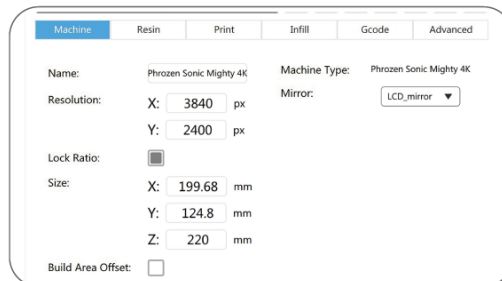 Machine Resin Print Infill Gcode Advanced
Name: Phrozen Sonic Mighty 4K Machine Type: Phrozen Sonic Mighty 4K
Resolution: X: 3840 px Mirror: LCD_mirror
Y: 2400 px
Lock Ratio:
Size: X: 199.68 mm
Y: 124.8 mm
Z: 220 mm
Build Area Offset: